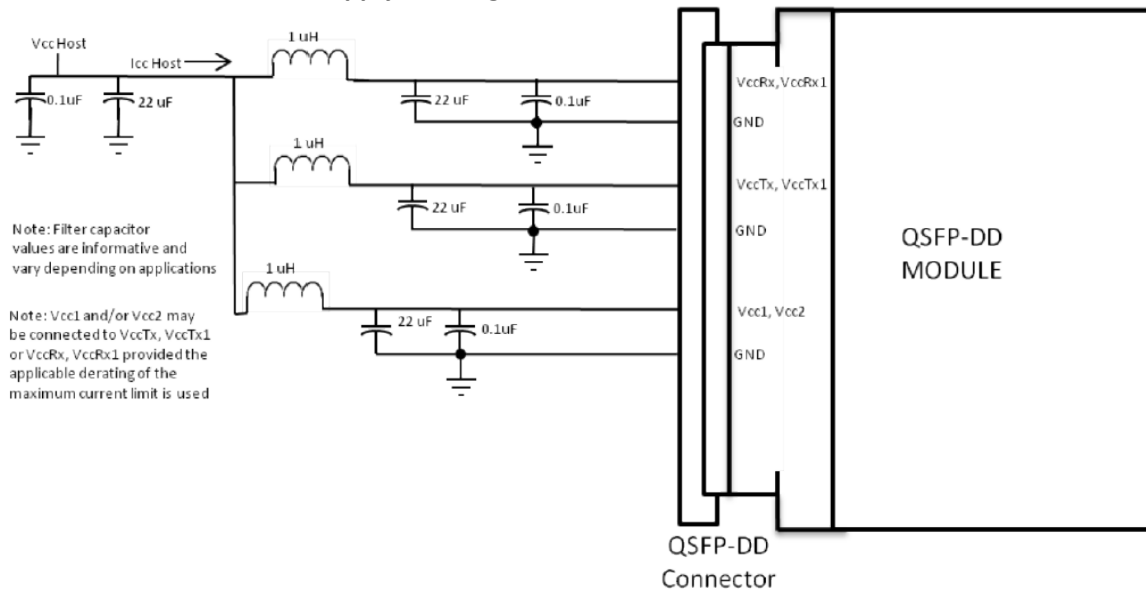 Vcc Host
Icc Host
0.1uF
22 uF
1 uH
22 uF
0.1uF
VccRx, VccRx1
GND
1 uH
22 uF
0.1uF
VccTx, VccTx1
GND
Note: Filter capacitor
values are informative and
vary depending on applications
1 uH
22 uF
0.1uF
Vcc1, Vcc2
GND
Note: Vcc1 and/or Vcc2 may
be connected to VccTx, VccTx1
or VccRx, VccRx1 provided the
applicable derating of the
maximum current limit is used
QSFP-DD
MODULE
QSFP-DD
Connector